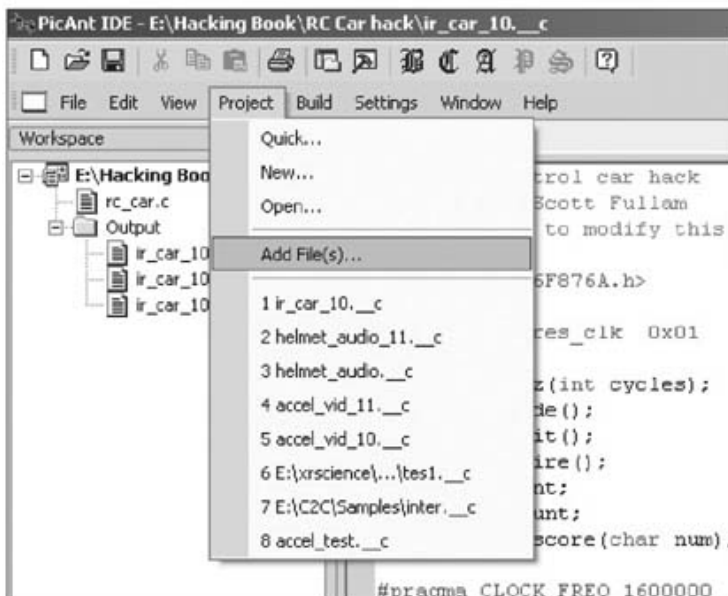 PicAnt IDE - E:\Hacking Book\RC Car hack\ir_car_10.__c
File Edit View Project Build Settings Window Help
Workspace
E:\Hacking Boo
rc_car.c
Output
ir_car_10
ir_car_10
ir_car_10
Quick...
New...
Open...
Add File(s)...
1 ir_car_10.__c
2 helmet_audio_11.__c
3 helmet_audio.__c
4 accel_vid_11.__c
5 accel_vid_10.__c
6 E:\xrscience\...\tes1.__c
7 E:\C2C\Samples\inter.__c
8 accel_test.__c
trol car hack
Scott Fullam
to modify this
6F876A.h>
res_clk 0x01
z(int cycles);
de();
it();
ire();
nt;
unt;
score(char num)
#pragma CLOCK_FREQ 1600000